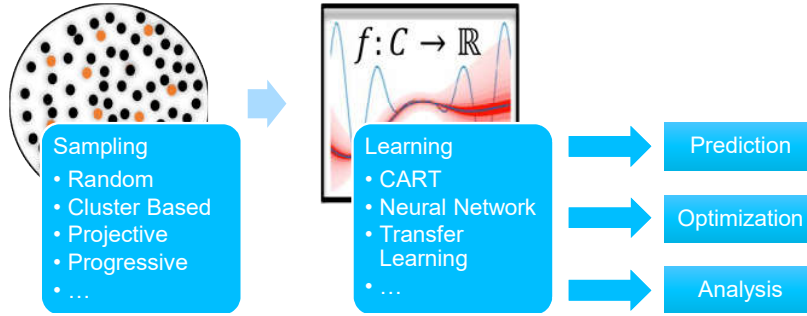 f: C → ℝ
Sampling
• Random
• Cluster Based
• Projective
• Progressive
• …
Learning
• CART
• Neural Network
• Transfer
Learning
• …
Prediction
Optimization
Analysis